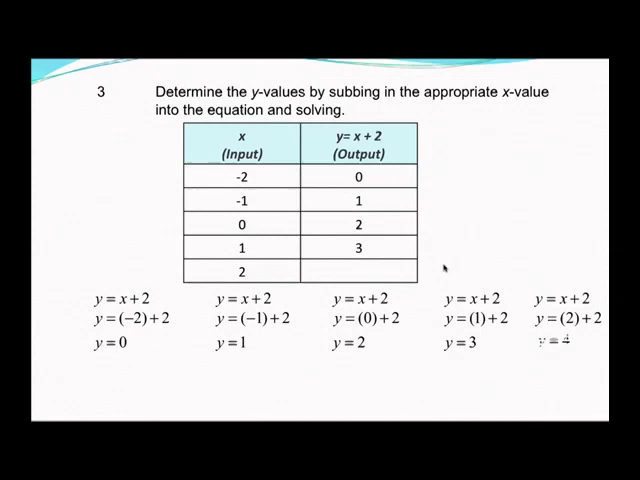 3 Determine the y-values by subbing in the appropriate x-value
into the equation and solving.
x y= x + 2
(Input) (Output)
-2 0
-1 1
0 2
1 3
2
y = x + 2 y = x + 2 y = x + 2 y = x + 2 y = x + 2
y = (−2) + 2 y = (−1) + 2 y = (0) + 2 y = (1) + 2 y = (2) + 2
y = 0 y = 1 y = 2 y = 3 y = 4